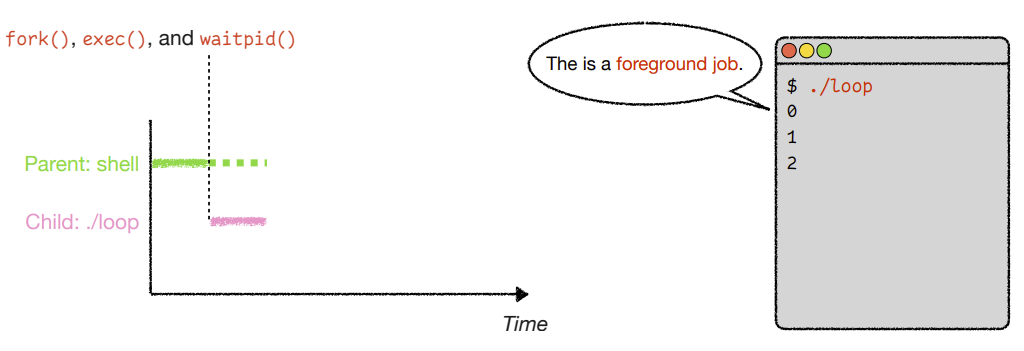 fork(), exec(), and waitpid()
The is a foreground job.
$ ./loop
0
1
2
Parent: shell
Child: ./loop
Time